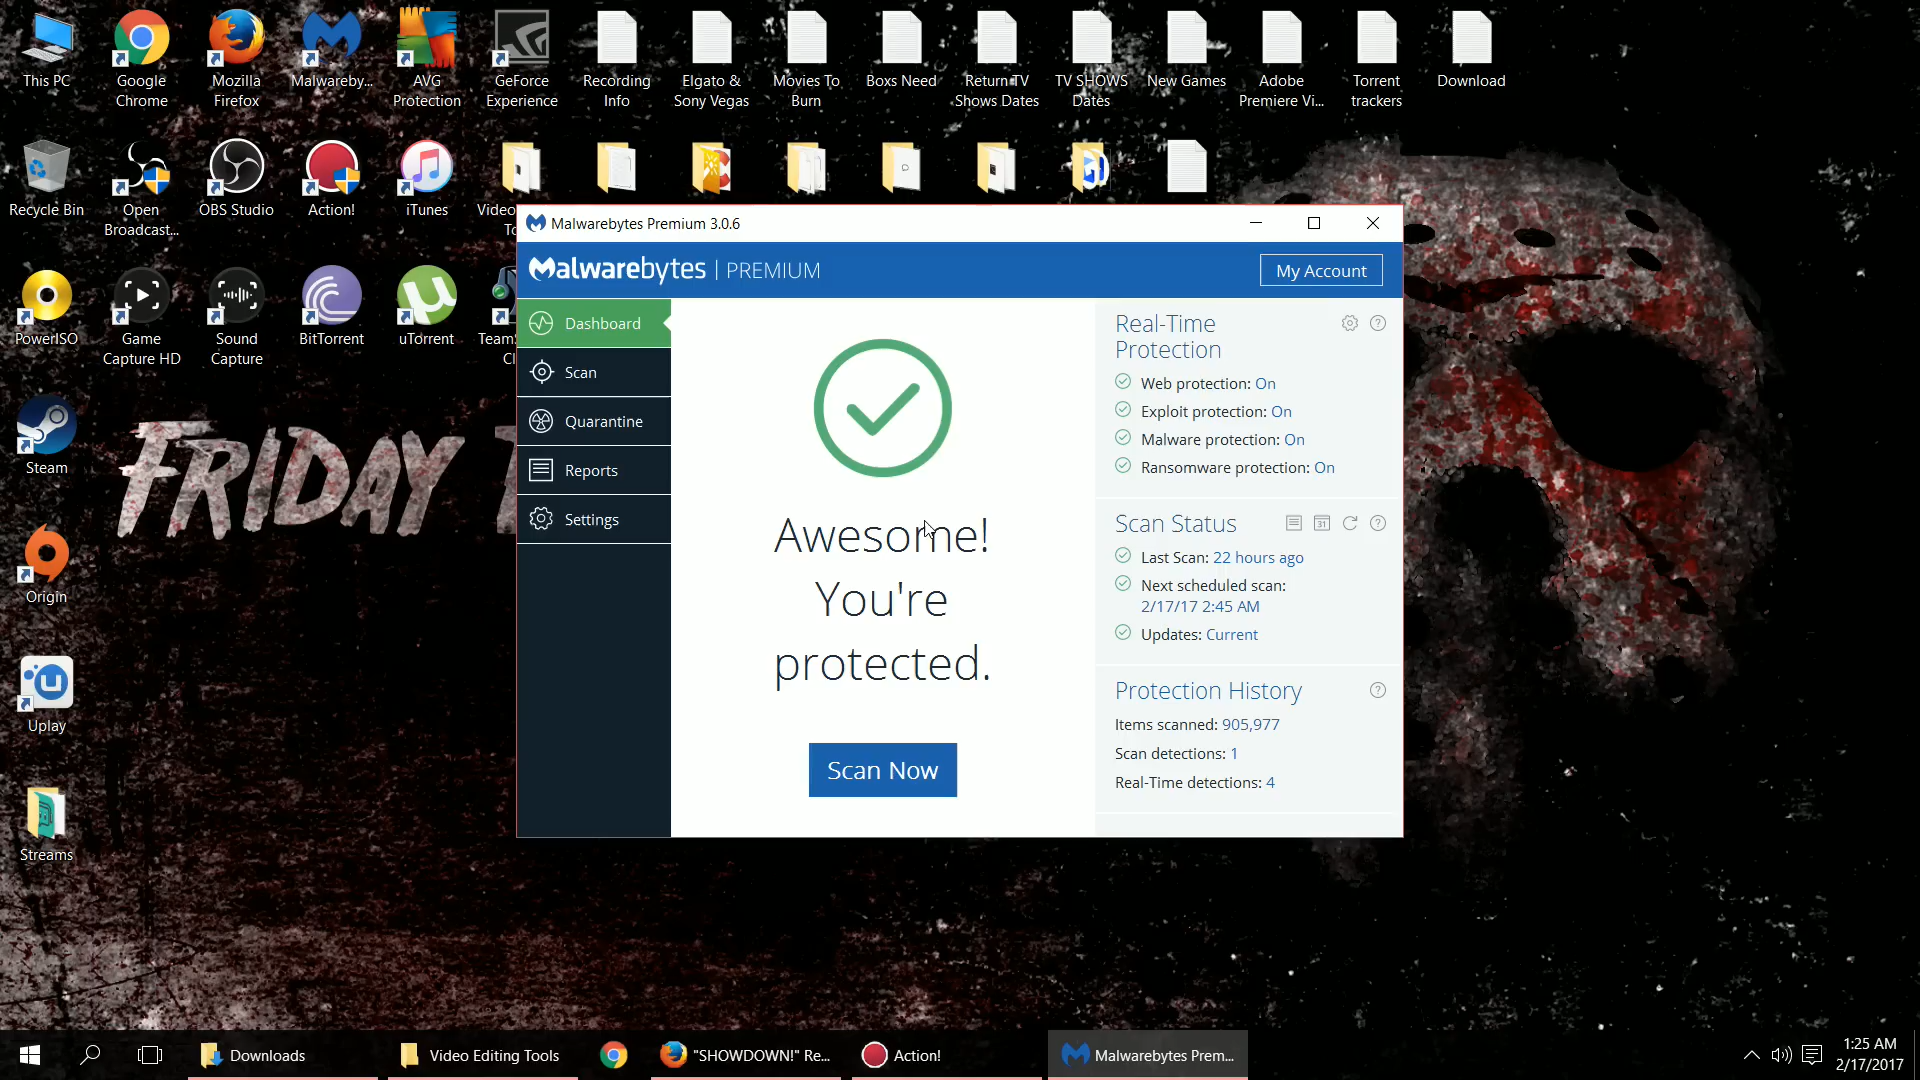 This PC
Google
Chrome
Mozilla
Firefox
Malwareby...
AVG
Protection
GeForce
Experience
Recording
Info
Elgato &
Sony Vegas
Movies To
Burn
Boxs Need
Return TV
Shows Dates
TV SHOWS
Dates
New Games
Adobe
Premiere Vi...
Torrent
trackers
Download
Recycle Bin
Open
Broadcast...
OBS Studio
Action!
iTunes
PowerISO
Game
Capture HD
Sound
Capture
BitTorrent
uTorrent
Steam
Origin
Uplay
Streams
FRIDAY
Malwarebytes Premium 3.0.6
Malwarebytes | PREMIUM
My Account
Dashboard
Scan
Quarantine
Reports
Settings
Awesome!
You're
protected.
Scan Now
Real-Time
Protection
Web protection: On
Exploit protection: On
Malware protection: On
Ransomware protection: On
Scan Status
31
Last Scan: 22 hours ago
Next scheduled scan:
2/17/17 2:45 AM
Updates: Current
Protection History
Items scanned: 905,977
Scan detections: 1
Real-Time detections: 4
Downloads
Video Editing Tools
"SHOWDOWN!" Re...
Action!
Malwarebytes Prem...
1:25 AM
2/17/2017